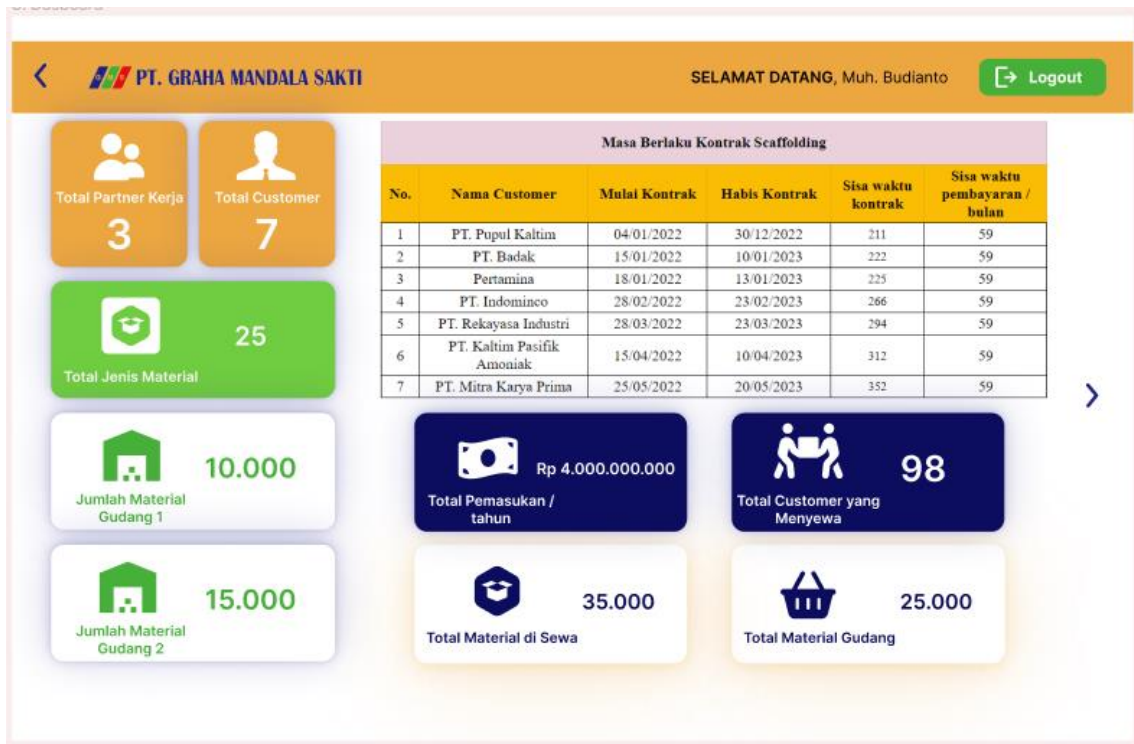 PT. GRAHA MANDALA SAKTI
SELAMAT DATANG, Muh. Budianto
Logout
Total Partner Kerja
3
Total Customer
7
25
Total Jenis Material
10.000
Jumlah Material
Gudang 1
15.000
Jumlah Material
Gudang 2
Masa Berlaku Kontrak Scaffolding
No. Nama Customer Mulai Kontrak Habis Kontrak Sisa waktu kontrak Sisa waktu pembayaran / bulan
1 PT. Pupul Kaltim 04/01/2022 30/12/2022 211 59
2 PT. Badak 15/01/2022 10/01/2023 222 59
3 Pertamina 18/01/2022 13/01/2023 225 59
4 PT. Indominco 28/02/2022 23/02/2023 266 59
5 PT. Rekayasa Industri 28/03/2022 23/03/2023 294 59
6 PT. Kaltim Pasifik Amoniak 15/04/2022 10/04/2023 312 59
7 PT. Mitra Karya Prima 25/05/2022 20/05/2023 352 59
Rp 4.000.000.000
Total Pemasukan /
tahun
98
Total Customer yang
Menyewa
35.000
Total Material di Sewa
25.000
Total Material Gudang